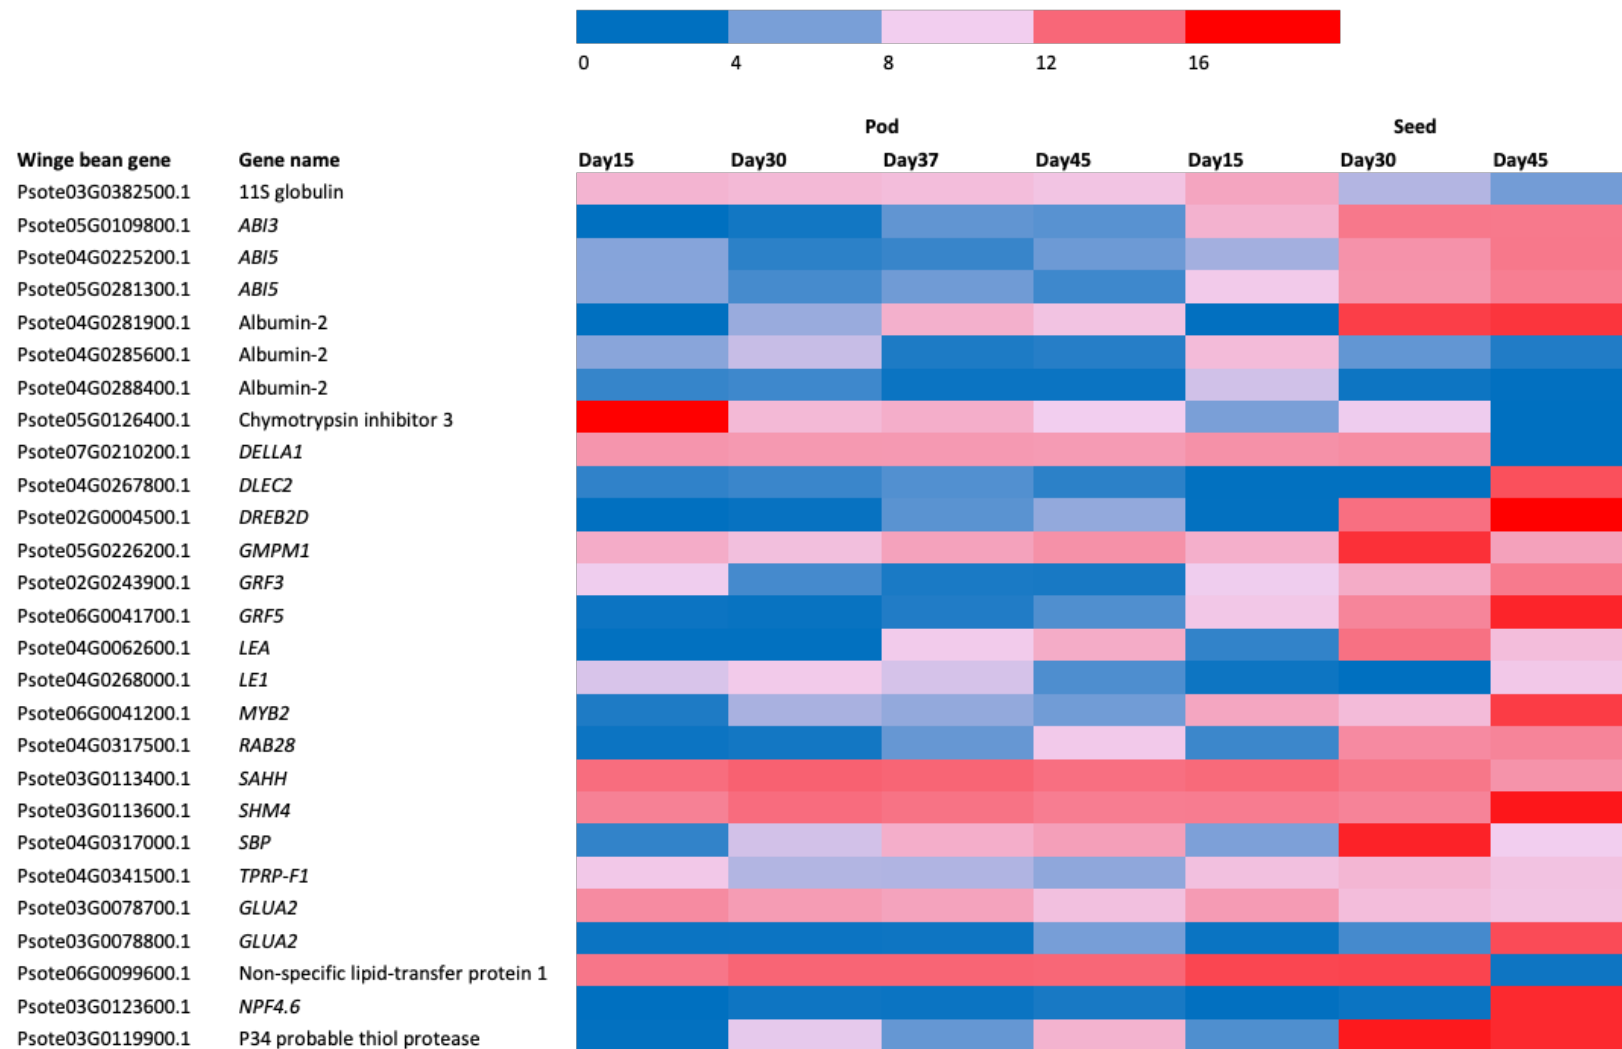 0 4 8 12 16
Pod Seed
Winge bean gene Gene name Day15 Day30 Day37 Day45 Day15 Day30 Day45
Psote03G0382500.1 11S globulin
Psote05G0109800.1 ABI3
Psote04G0225200.1 ABI5
Psote05G0281300.1 ABI5
Psote04G0281900.1 Albumin-2
Psote04G0285600.1 Albumin-2
Psote04G0288400.1 Albumin-2
Psote05G0126400.1 Chymotrypsin inhibitor 3
Psote07G0210200.1 DELLA1
Psote04G0267800.1 DLEC2
Psote02G0004500.1 DREB2D
Psote05G0226200.1 GMPM1
Psote02G0243900.1 GRF3
Psote06G0041700.1 GRF5
Psote04G0062600.1 LEA
Psote04G0268000.1 LE1
Psote06G0041200.1 MYB2
Psote04G0317500.1 RAB28
Psote03G0113400.1 SAHH
Psote03G0113600.1 SHM4
Psote04G0317000.1 SBP
Psote04G0341500.1 TPRP-F1
Psote03G0078700.1 GLUA2
Psote03G0078800.1 GLUA2
Psote06G0099600.1 Non-specific lipid-transfer protein 1
Psote03G0123600.1 NPF4.6
Psote03G0119900.1 P34 probable thiol protease